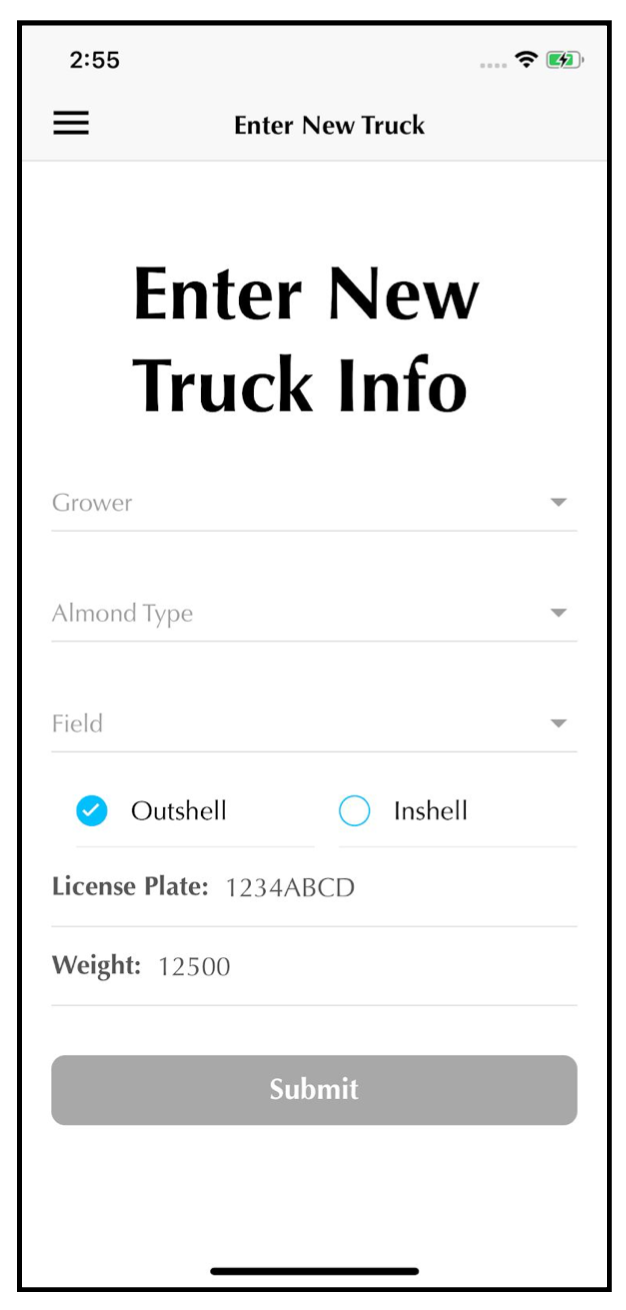 2:55
Enter New Truck
Enter New
Truck Info
Grower
Almond Type
Field
Outshell Inshell
License Plate: 1234ABCD
Weight: 12500
Submit